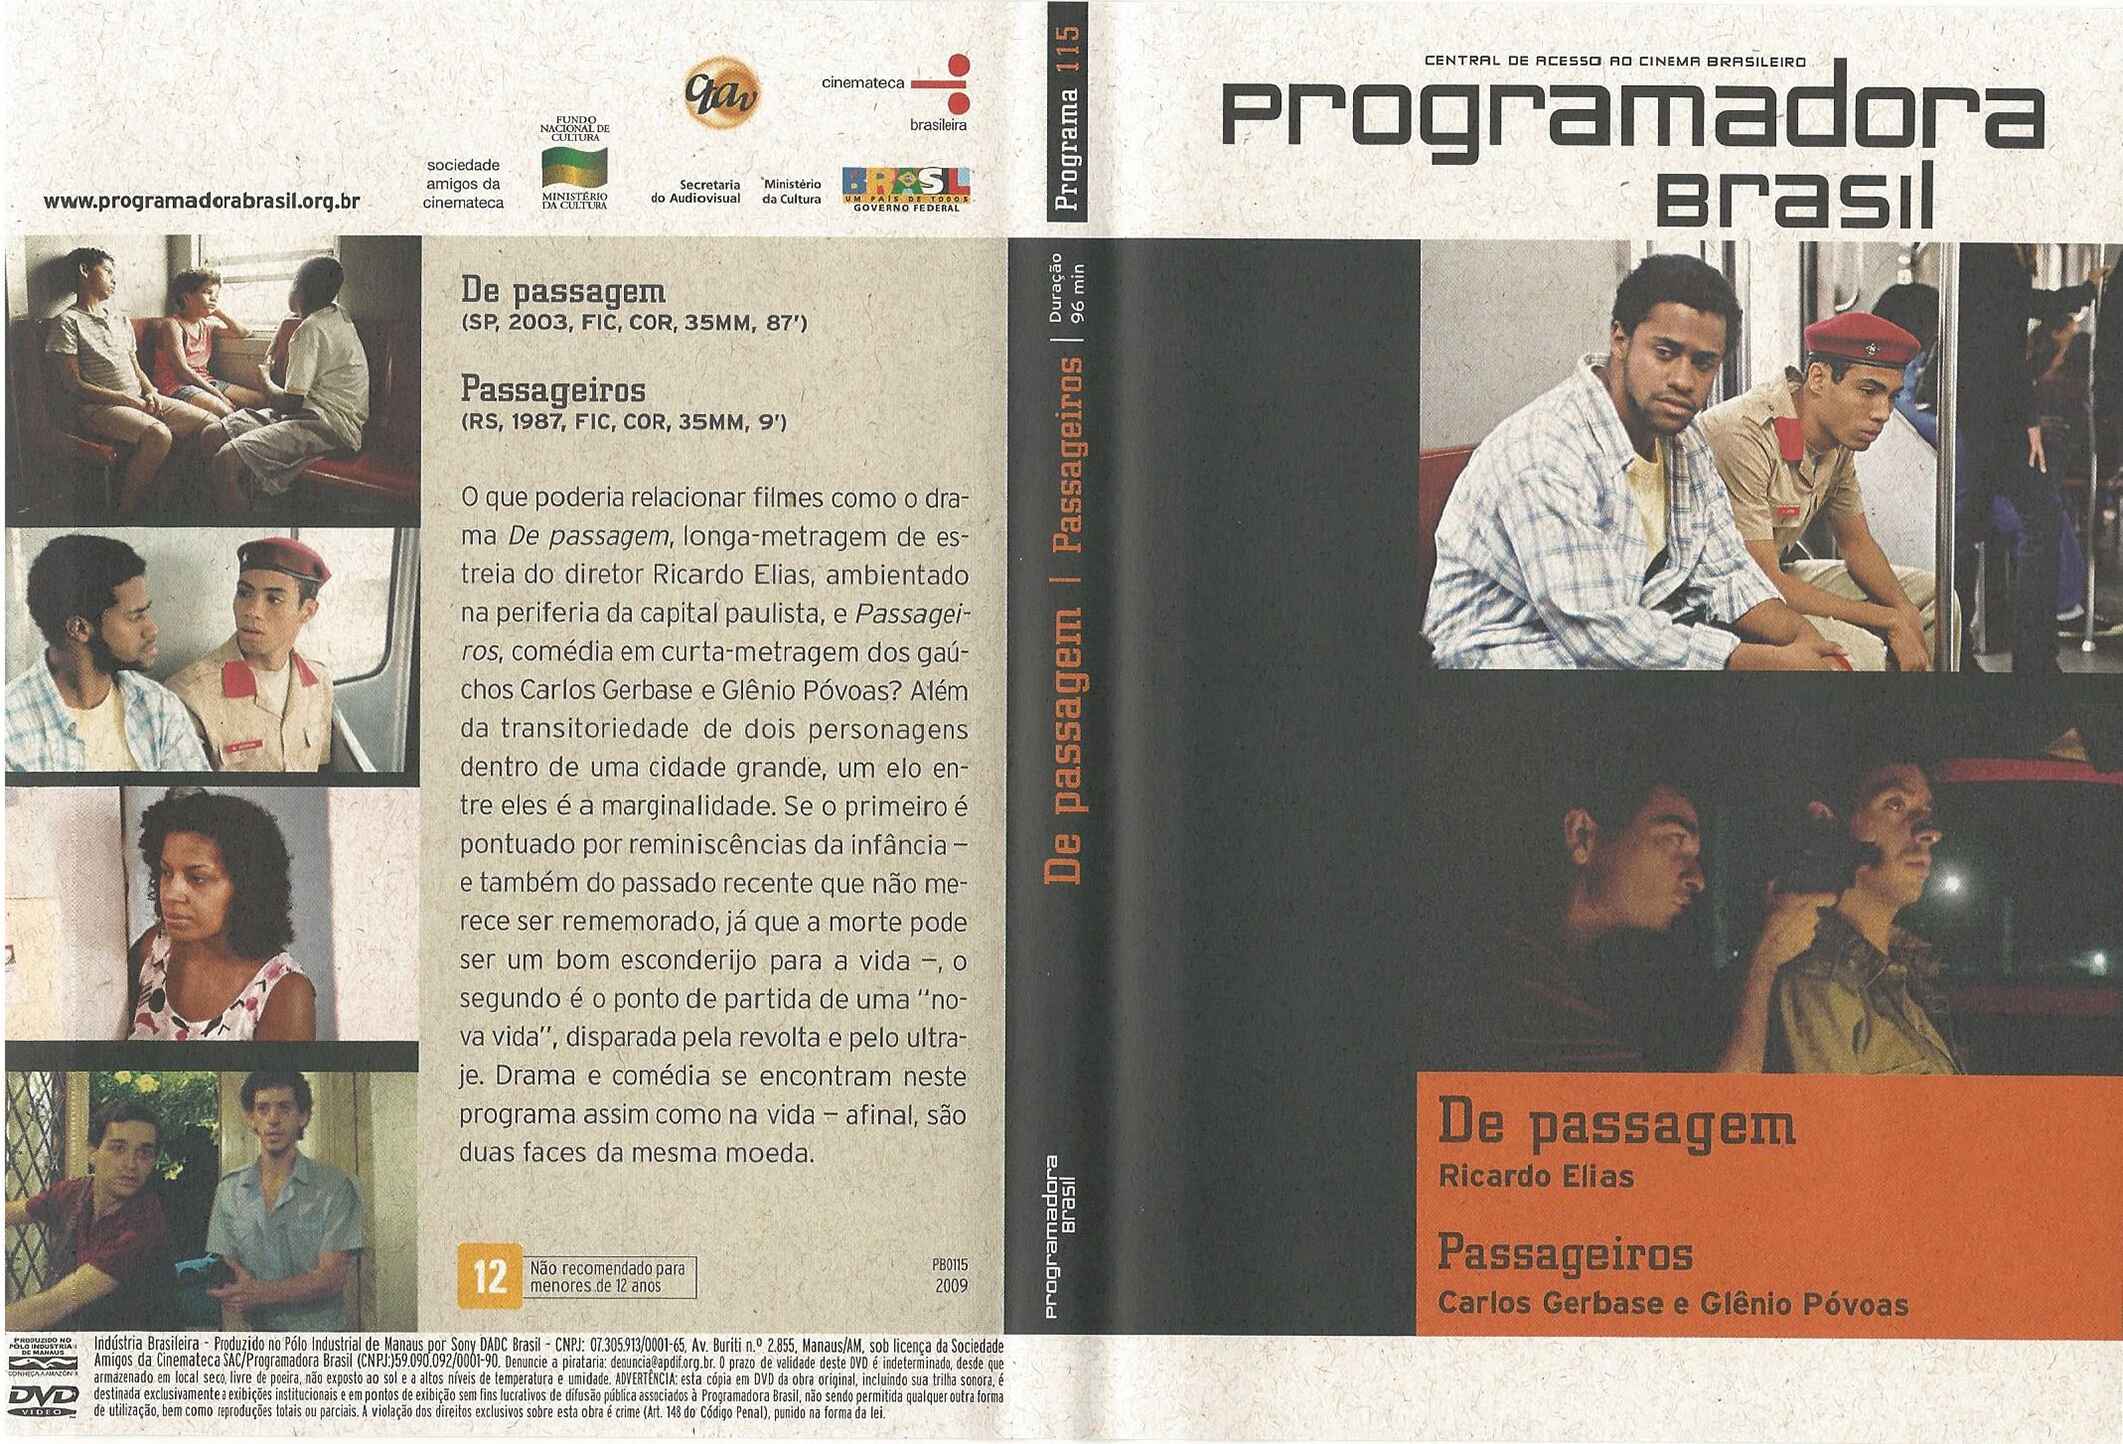 www.programadorabrasil.org.br
sociedade
amigos da
cinemateca
FUNDO
NACIONAL DE
CULTURA
MINISTÉRIO
DA CULTURA
ctav
Secretaria
do Audiovisual
Ministério
da Cultura
cinemateca
brasileira
BRASIL
UM PAÍS DE TODOS
GOVERNO FEDERAL
De passagem
(SP, 2003, FIC, COR, 35MM, 87')
Passageiros
(RS, 1987, FIC, COR, 35MM, 9')
O que poderia relacionar filmes como o dra-
ma De passagem, longa-metragem de es-
treia do diretor Ricardo Elias, ambientado
na periferia da capital paulista, e Passagei-
ros, comédia em curta-metragem dos gaú-
chos Carlos Gerbase e Glênio Póvoas? Além
da transitoriedade de dois personagens
dentro de uma cidade grande, um elo en-
tre eles é a marginalidade. Se o primeiro é
pontuado por reminiscências da infância –
e também do passado recente que não me-
rece ser rememorado, já que a morte pode
ser um bom esconderijo para a vida –, o
segundo é o ponto de partida de uma "no-
va vida", disparada pela revolta e pelo ultra-
je. Drama e comédia se encontram neste
programa assim como na vida – afinal, são
duas faces da mesma moeda.
12
Não recomendado para
menores de 12 anos
PB0115
2009
PRODUZIDO NO
PÓLO INDUSTRIAL
DE MANAUS
CONHEÇA A AMAZÔNIA
DVD
VIDEO
Indústria Brasileira - Produzido no Pólo Industrial de Manaus por Sony DADC Brasil - CNPJ: 07.305.913/0001-65, Av. Buriti n.º 2.855, Manaus/AM, sob licença da Sociedade
Amigos da Cinemateca SAC/Programadora Brasil (CNPJ:)59.090.092/0001-90. Denuncie a pirataria: denuncia@apdif.org.br. O prazo de validade deste DVD é indeterminado, desde que
armazenado em local seco, livre de poeira, não exposto ao sol e a altos níveis de temperatura e umidade. ADVERTÊNCIA: esta cópia em DVD da obra original, incluindo sua trilha sonora, é
destinada exclusivamente a exibições institucionais e em pontos de exibição sem fins lucrativos de difusão pública associados à Programadora Brasil, não sendo permitida qualquer outra forma
de utilização, bem como reproduções totais ou parciais. A violação dos direitos exclusivos sobre esta obra é crime (Art. 148 do Código Penal), punido na forma da lei.
Programa 115
Duração
96 min
De passagem | Passageiros
programadora
Brasil
CENTRAL DE ACESSO AO CINEMA BRASILEIRO
programadora
Brasil
De passagem
Ricardo Elias
Passageiros
Carlos Gerbase e Glênio Póvoas